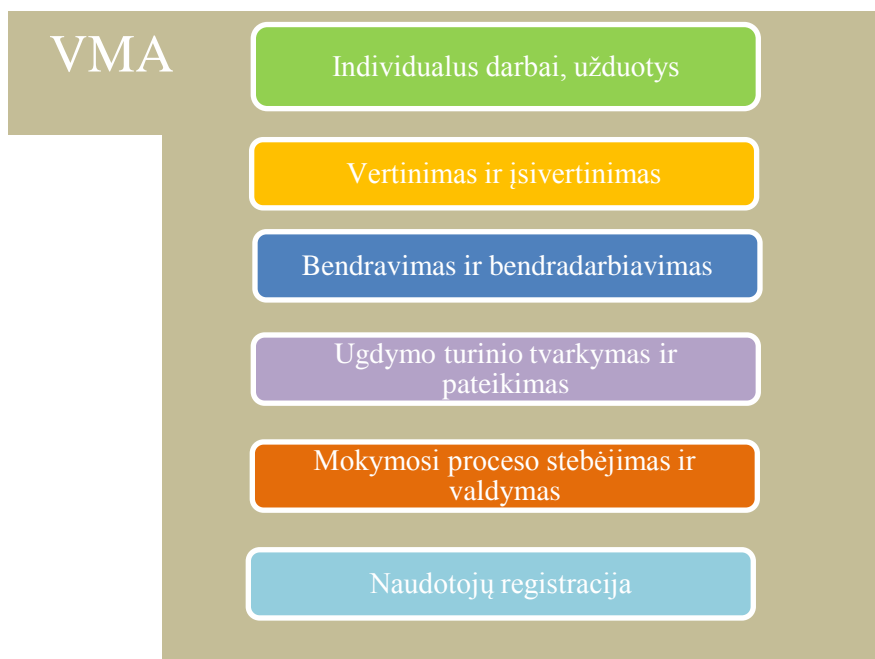 VMA
Individualus darbai, užduotys
Vertinimas ir įsivertinimas
Bendravimas ir bendradarbiavimas
Ugdymo turinio tvarkymas ir
pateikimas
Mokymosi proceso stebėjimas ir
valdymas
Naudotojų registracija